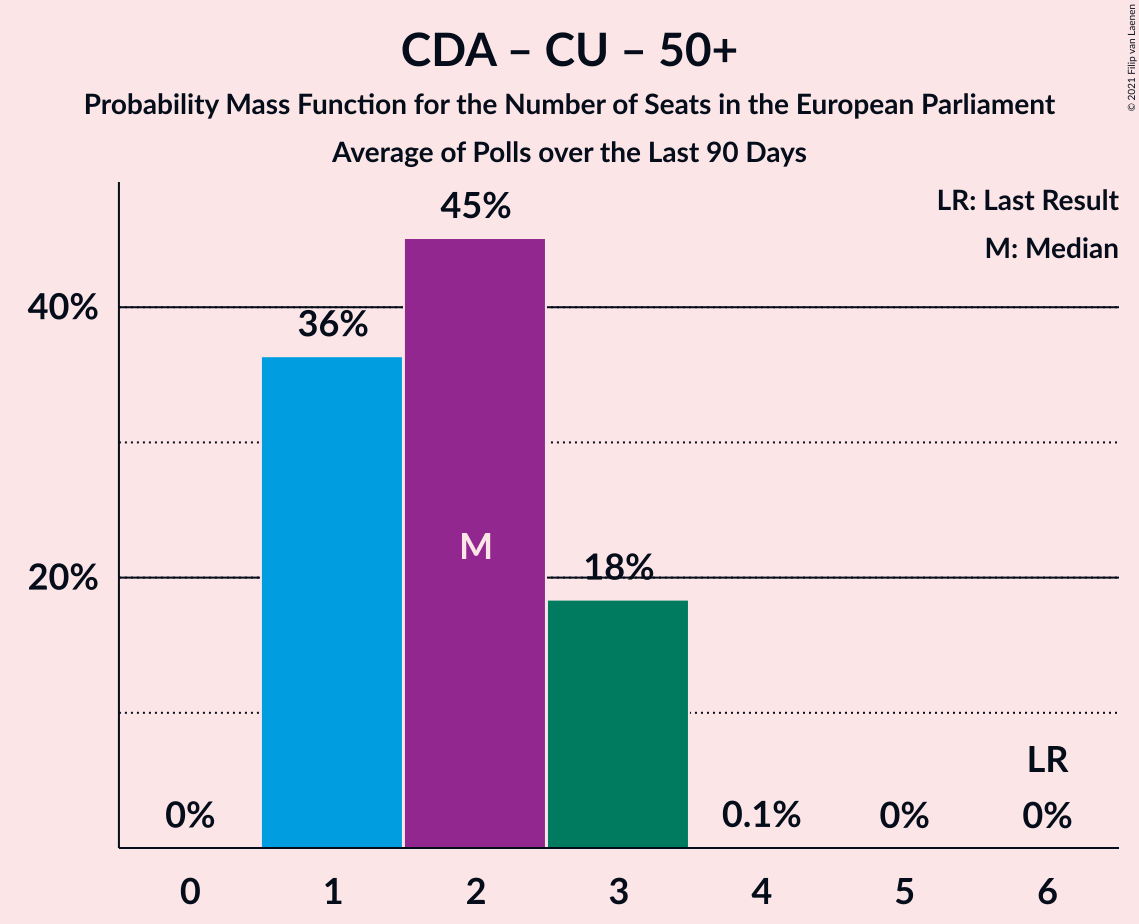 CDA – CU – 50+
Probability Mass Function for the Number of Seats in the European Parliament
Average of Polls over the Last 90 Days
© 2021 Filip van Laenen
LR: Last Result
M: Median
45%
40%
36%
M
18%
20%
LR
0%
0.1%
0%
0%
0
1
2
3
4
5
6